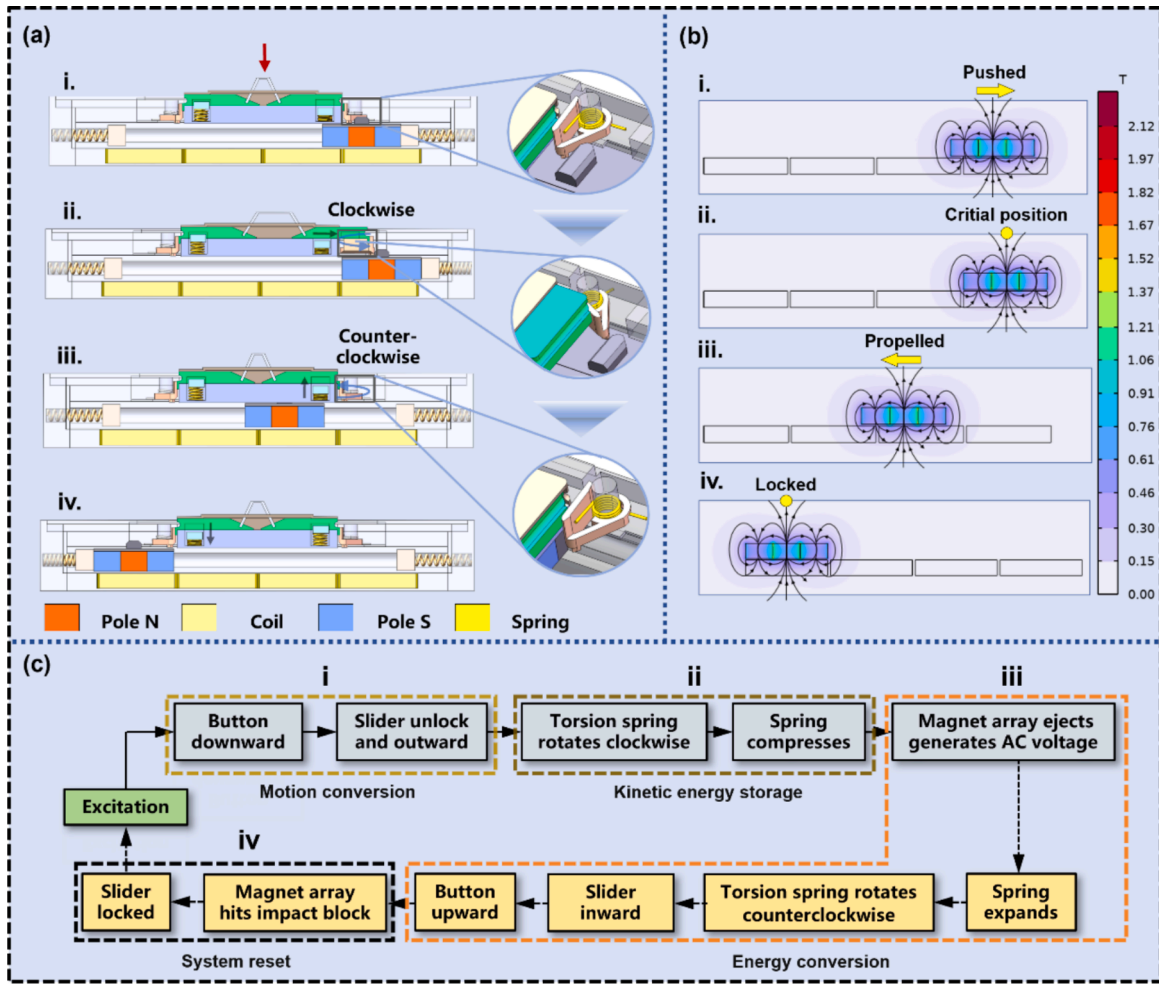 (a)
i.
ii.
Clockwise
iii.
Counter-
clockwise
iv.
Pole N
Coil
Pole S
Spring
(b)
i.
Pushed
ii.
Critial position
iii.
Propelled
iv.
Locked
T
2.12
1.97
1.82
1.67
1.52
1.37
1.21
1.06
0.91
0.76
0.61
0.46
0.30
0.15
0.00
(c)
i
Button
downward
Slider unlock
and outward
Motion conversion
ii
Torsion spring
rotates clockwise
Spring
compresses
Kinetic energy storage
iii
Magnet array ejects
generates AC voltage
Excitation
iv
Slider
locked
Magnet array
hits impact block
System reset
Button
upward
Slider
inward
Torsion spring rotates
counterclockwise
Spring
expands
Energy conversion